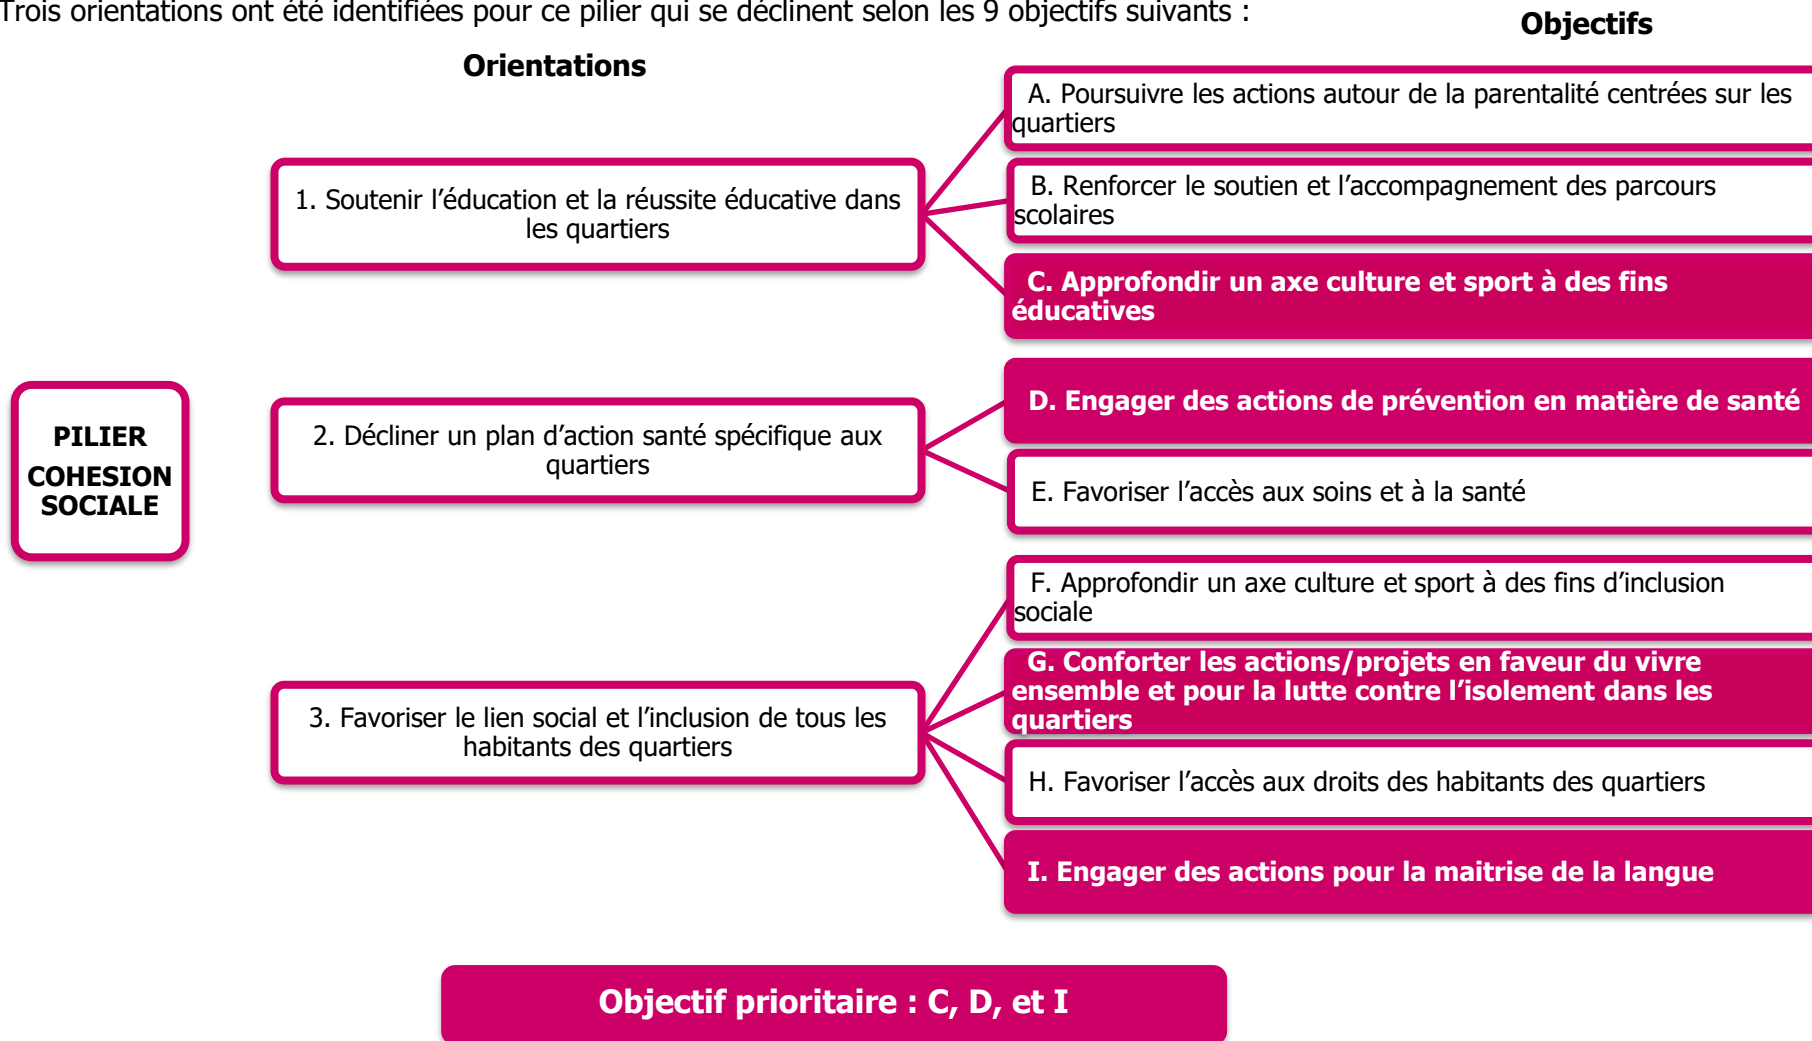 Trois orientations ont été identifiées pour ce pilier qui se déclinent selon les 9 objectifs suivants :
Objectifs
Orientations
A. Poursuivre les actions autour de la parentalité centrées sur les
quartiers
1. Soutenir l’éducation et la réussite éducative dans
les quartiers
B. Renforcer le soutien et l’accompagnement des parcours
scolaires
C. Approfondir un axe culture et sport à des fins
éducatives
PILIER
COHESION
SOCIALE
2. Décliner un plan d’action santé spécifique aux
quartiers
D. Engager des actions de prévention en matière de santé
E. Favoriser l’accès aux soins et à la santé
3. Favoriser le lien social et l’inclusion de tous les
habitants des quartiers
F. Approfondir un axe culture et sport à des fins d’inclusion
sociale
G. Conforter les actions/projets en faveur du vivre
ensemble et pour la lutte contre l’isolement dans les
quartiers
H. Favoriser l’accès aux droits des habitants des quartiers
I. Engager des actions pour la maitrise de la langue
Objectif prioritaire : C, D, et I